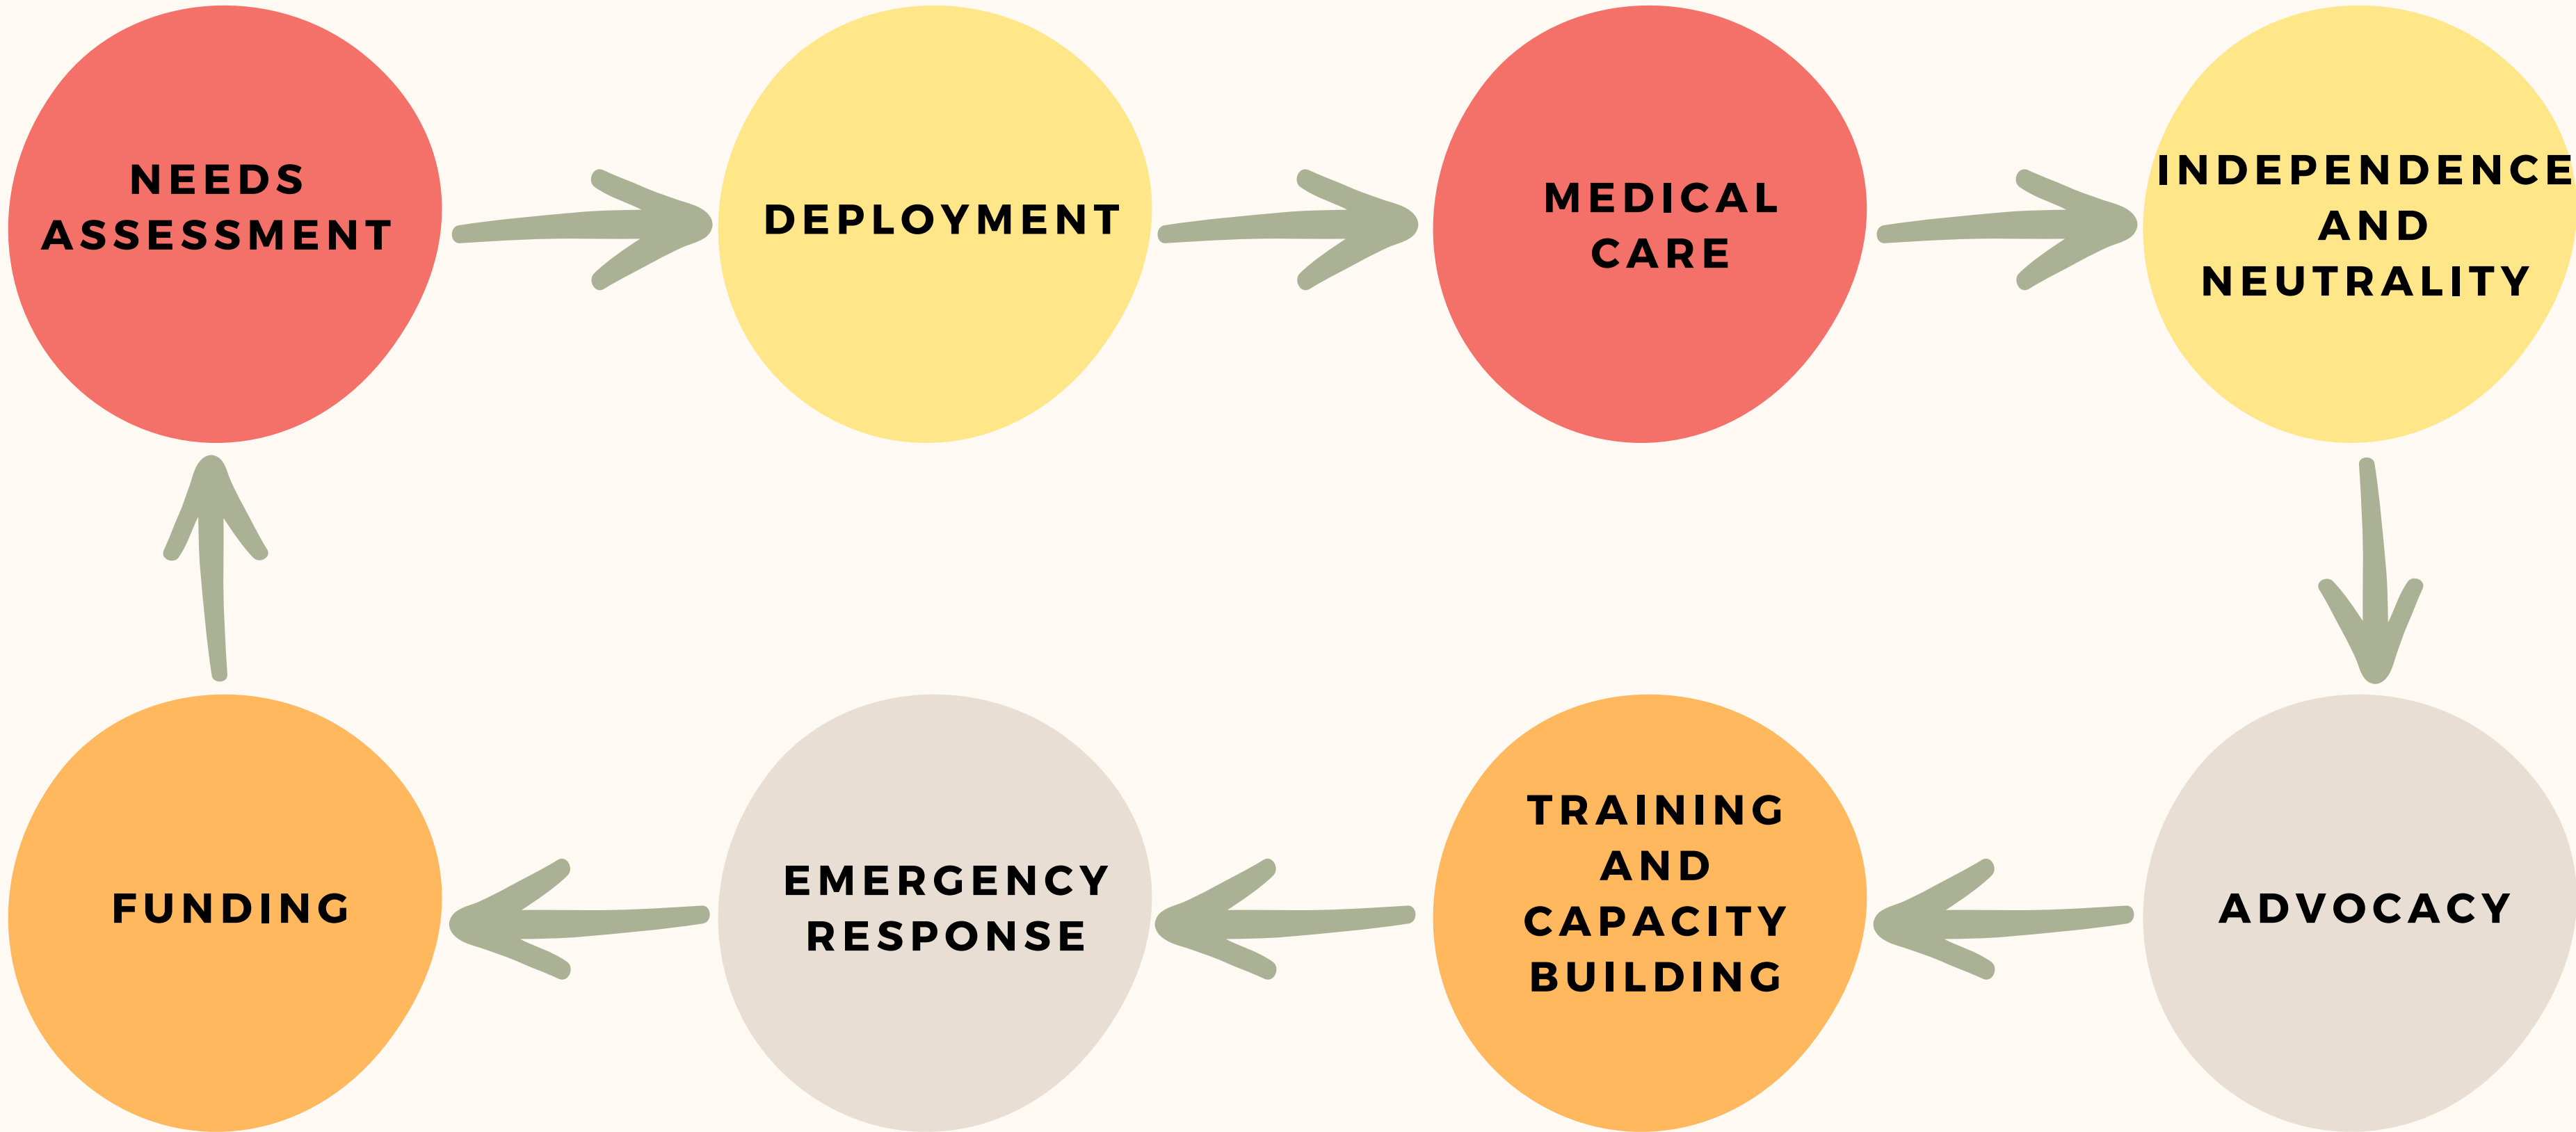 NEEDS
ASSESSMENT
DEPLOYMENT
MEDICAL
CARE
INDEPENDENCE
AND
NEUTRALITY
ADVOCACY
TRAINING
AND
CAPACITY
BUILDING
EMERGENCY
RESPONSE
FUNDING